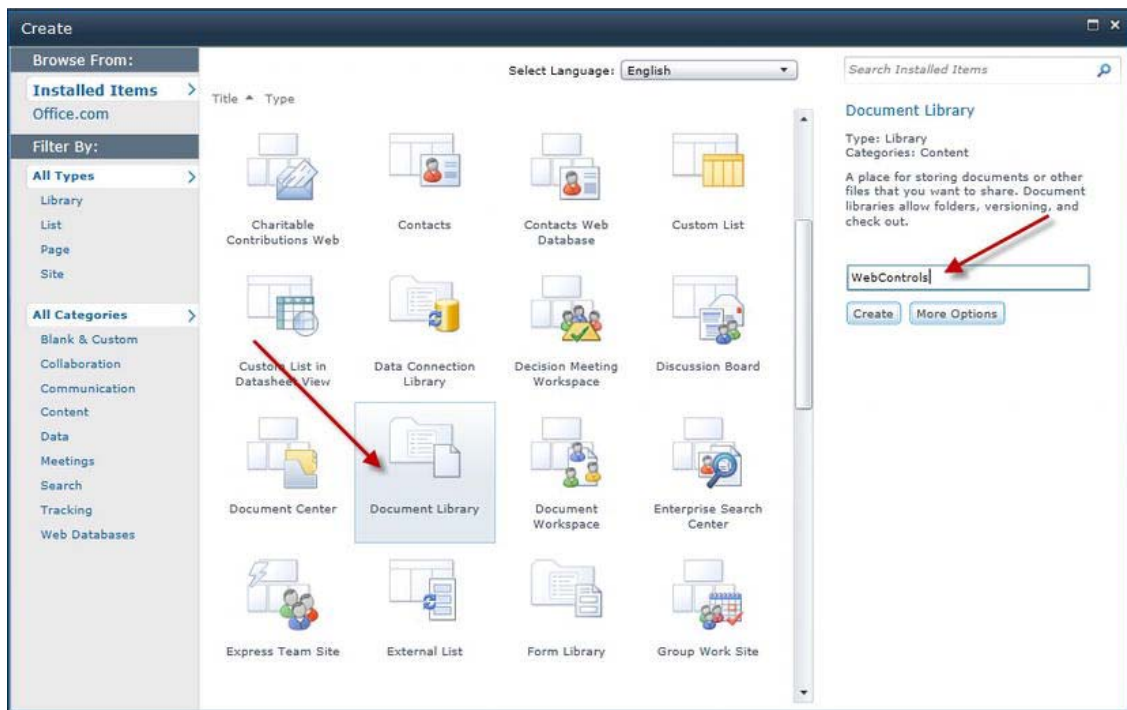 Create
Browse From:
Installed Items
Office.com
Filter By:
All Types
Library
List
Page
Site
All Categories
Blank & Custom
Collaboration
Communication
Content
Data
Meetings
Search
Tracking
Web Databases
Select Language: English
Title Type
Charitable
Contributions Web
Contacts
Contacts Web
Database
Custom List
Custom List in
Datasheet View
Data Connection
Library
Decision Meeting
Workspace
Discussion Board
Document Center
Document Library
Document
Workspace
Enterprise Search
Center
Express Team Site
External List
Form Library
Group Work Site
Search Installed Items
Document Library
Type: Library
Categories: Content
A place for storing documents or other
files that you want to share. Document
libraries allow folders, versioning, and
check out.
WebControls
Create More Options